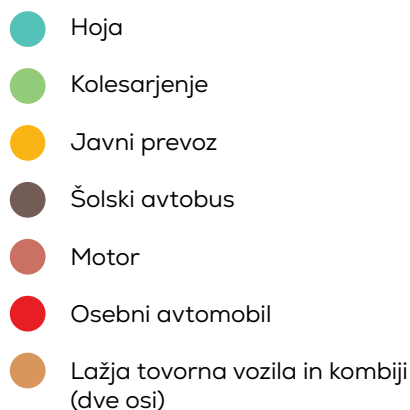 Hoja
Kolesarjenje
Javni prevoz
Šolski avtobus
Motor
Osebni avtomobil
Lažja tovorna vozila in kombiji
(dve osi)